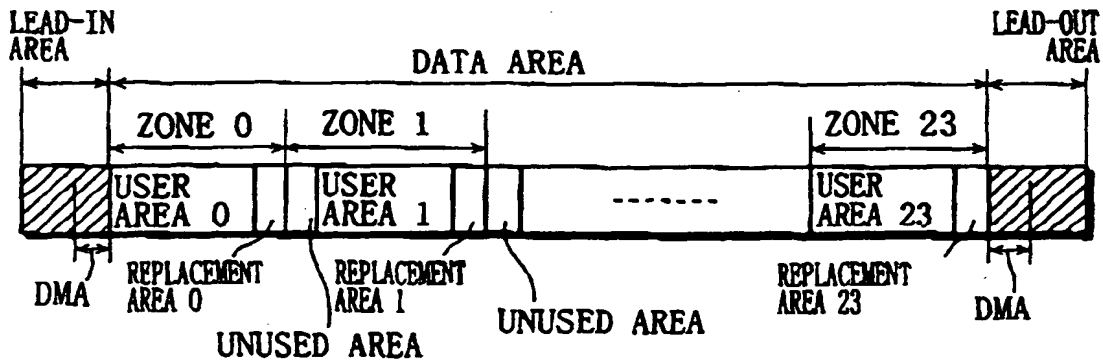 LEAD-IN
AREA
LEAD-OUT
AREA
DATA AREA
ZONE 0
ZONE 1
ZONE 23
USER
AREA 0
USER
AREA 1
USER
AREA 23
DMA
REPLACEMENT
AREA 0
REPLACEMENT
AREA 1
REPLACEMENT
AREA 23
DMA
UNUSED AREA
UNUSED AREA